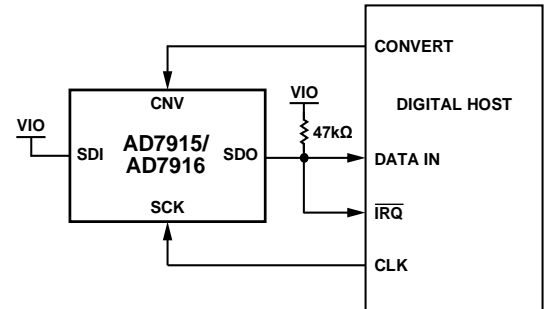 CONVERT
CNV
VIO
DIGITAL HOST
VIO
AD7915/
AD7916
47kΩ
SDI
SDO
DATA IN
SCK
IRQ
CLK